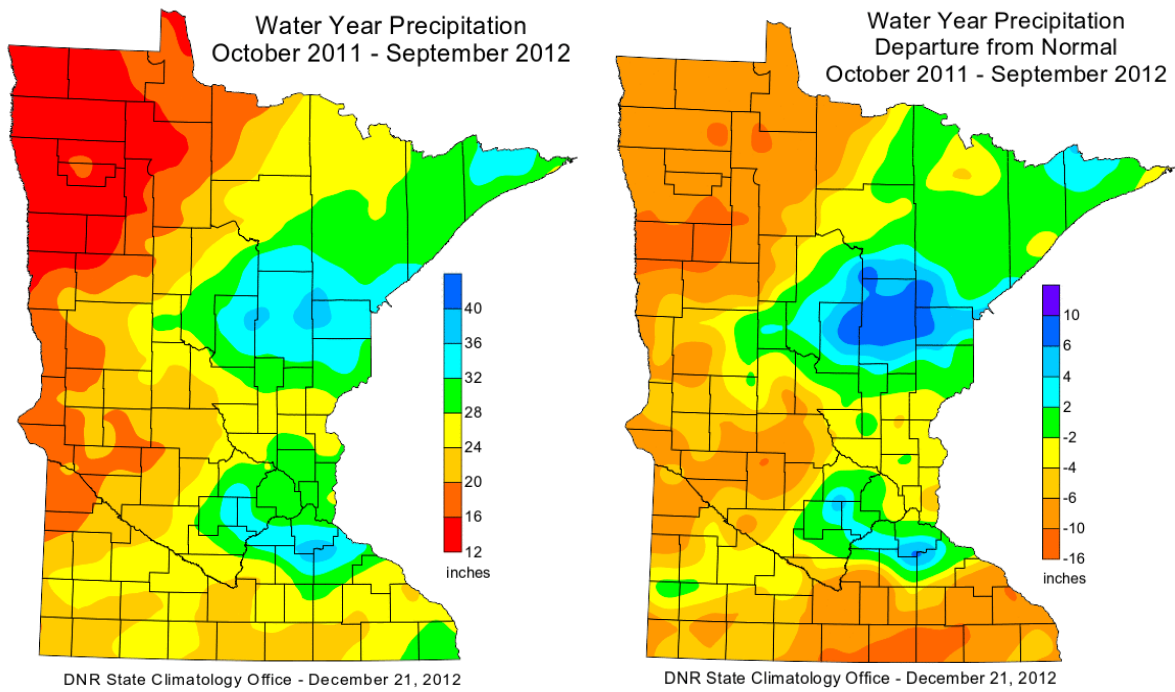 Water Year Precipitation
October 2011 - September 2012
40
36
32
28
24
20
16
12
inches
DNR State Climatology Office - December 21, 2012
Water Year Precipitation
Departure from Normal
October 2011 - September 2012
10
6
4
2
-2
-4
-6
-10
-16
inches
DNR State Climatology Office - December 21, 2012